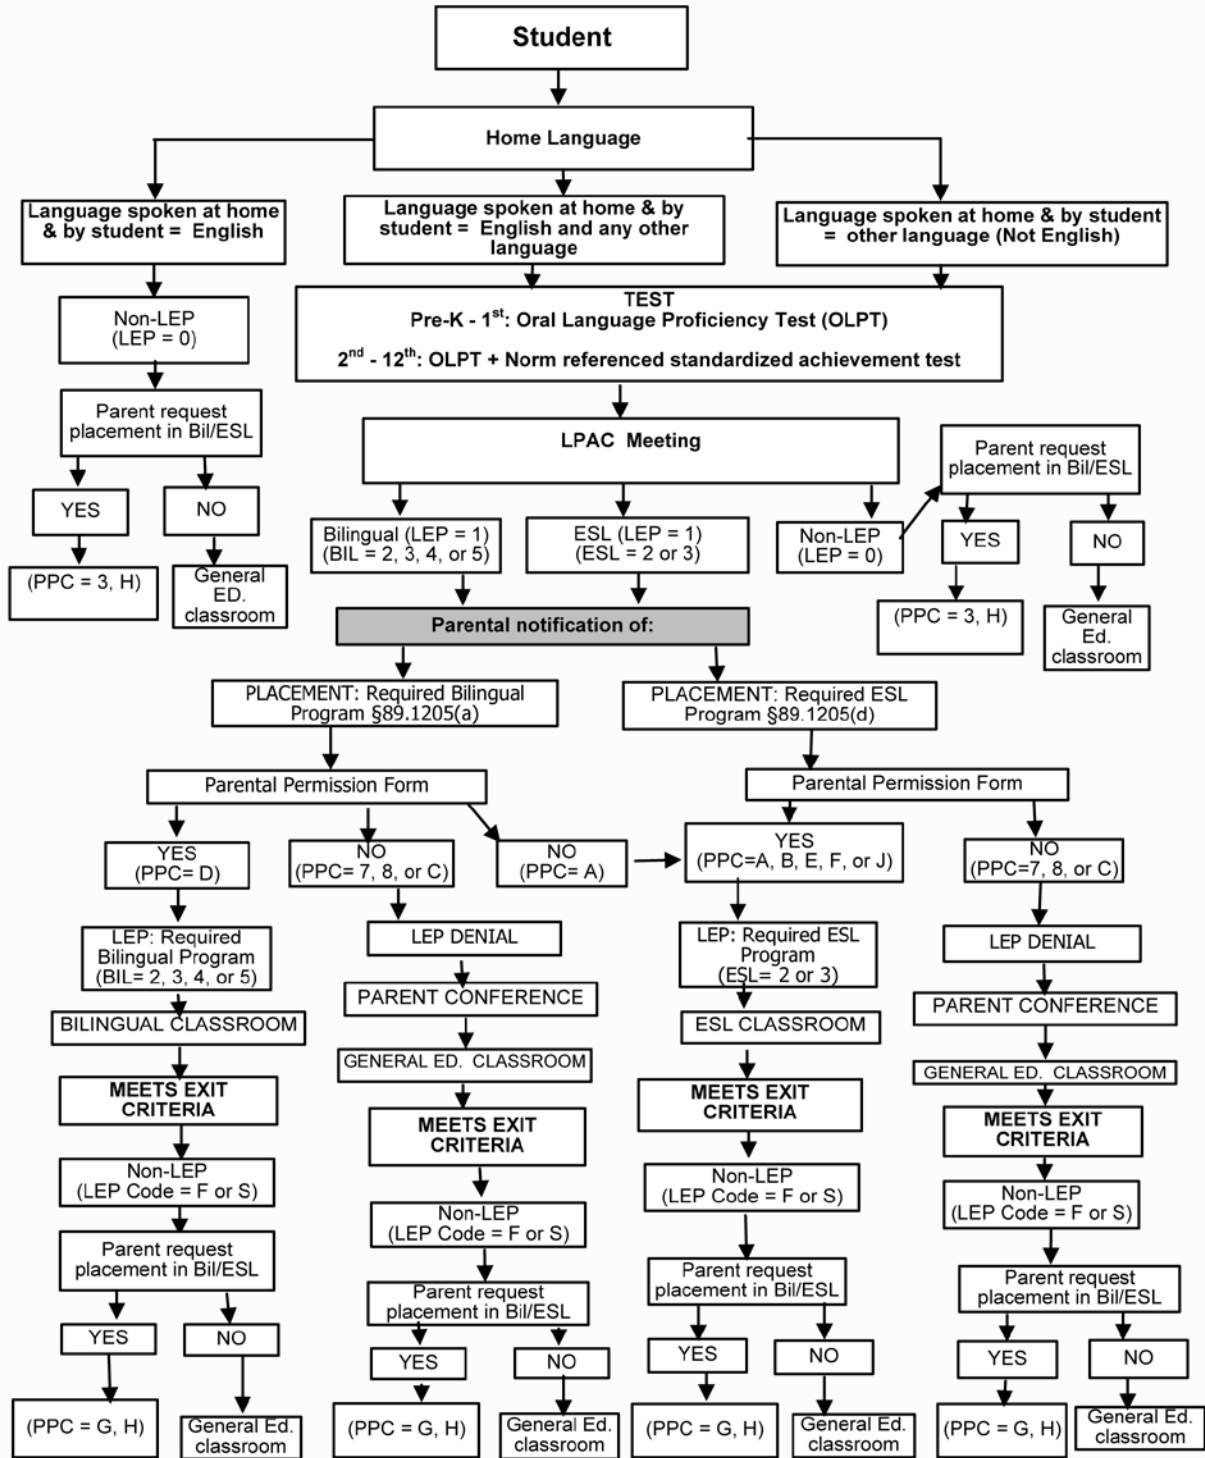 Student
Home Language
Language spoken at home
& by student = English
Language spoken at home & by
student = English and any other
language
Language spoken at home & by student
= other language (Not English)
TEST
Pre-K - 1st: Oral Language Proficiency Test (OLPT)
2nd - 12th: OLPT + Norm referenced standardized achievement test
Non-LEP
(LEP = 0)
Parent request
placement in Bil/ESL
YES
NO
(PPC = 3, H)
General
ED.
classroom
LPAC Meeting
Bilingual (LEP = 1)
(BIL = 2, 3, 4, or 5)
ESL (LEP = 1)
(ESL = 2 or 3)
Non-LEP
(LEP = 0)
Parent request
placement in Bil/ESL
YES
NO
(PPC = 3, H)
General
Ed.
classroom
Parental notification of:
PLACEMENT: Required Bilingual
Program §89.1205(a)
PLACEMENT: Required ESL
Program §89.1205(d)
Parental Permission Form
Parental Permission Form
YES
(PPC= D)
NO
(PPC= 7, 8, or C)
NO
(PPC= A)
YES
(PPC=A, B, E, F, or J)
NO
(PPC=7, 8, or C)
LEP: Required
Bilingual Program
(BIL= 2, 3, 4, or 5)
BILINGUAL CLASSROOM
MEETS EXIT
CRITERIA
Non-LEP
(LEP Code = F or S)
Parent request
placement in Bil/ESL
YES
NO
(PPC = G, H)
General Ed.
classroom
LEP DENIAL
PARENT CONFERENCE
GENERAL ED. CLASSROOM
MEETS EXIT
CRITERIA
Non-LEP
(LEP Code = F or S)
Parent request
placement in Bil/ESL
YES
NO
(PPC = G, H)
General Ed.
classroom
LEP: Required ESL
Program
(ESL= 2 or 3)
ESL CLASSROOM
MEETS EXIT
CRITERIA
Non-LEP
(LEP Code = F or S)
Parent request
placement in Bil/ESL
YES
NO
(PPC = G, H)
General Ed.
classroom
LEP DENIAL
PARENT CONFERENCE
GENERAL ED. CLASSROOM
MEETS EXIT
CRITERIA
Non-LEP
(LEP Code = F or S)
Parent request
placement in Bil/ESL
YES
NO
(PPC = G, H)
General Ed.
classroom